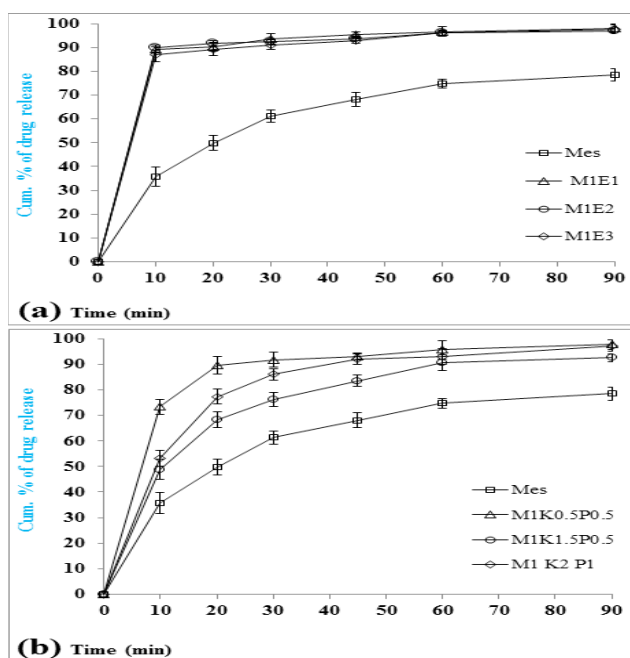 Cum. % of drug release
100
90
80
70
60
50
40
30
20
10
0
Mes
M1E1
M1E2
M1E3
0 10 20 30 40 50 60 70 80 90
(a) Time (min)
Cum. % of drug release
100
90
80
70
60
50
40
30
20
10
0
Mes
M1K0.5P0.5
M1K1.5P0.5
M1 K2 P1
0 10 20 30 40 50 60 70 80 90
(b) Time (min)